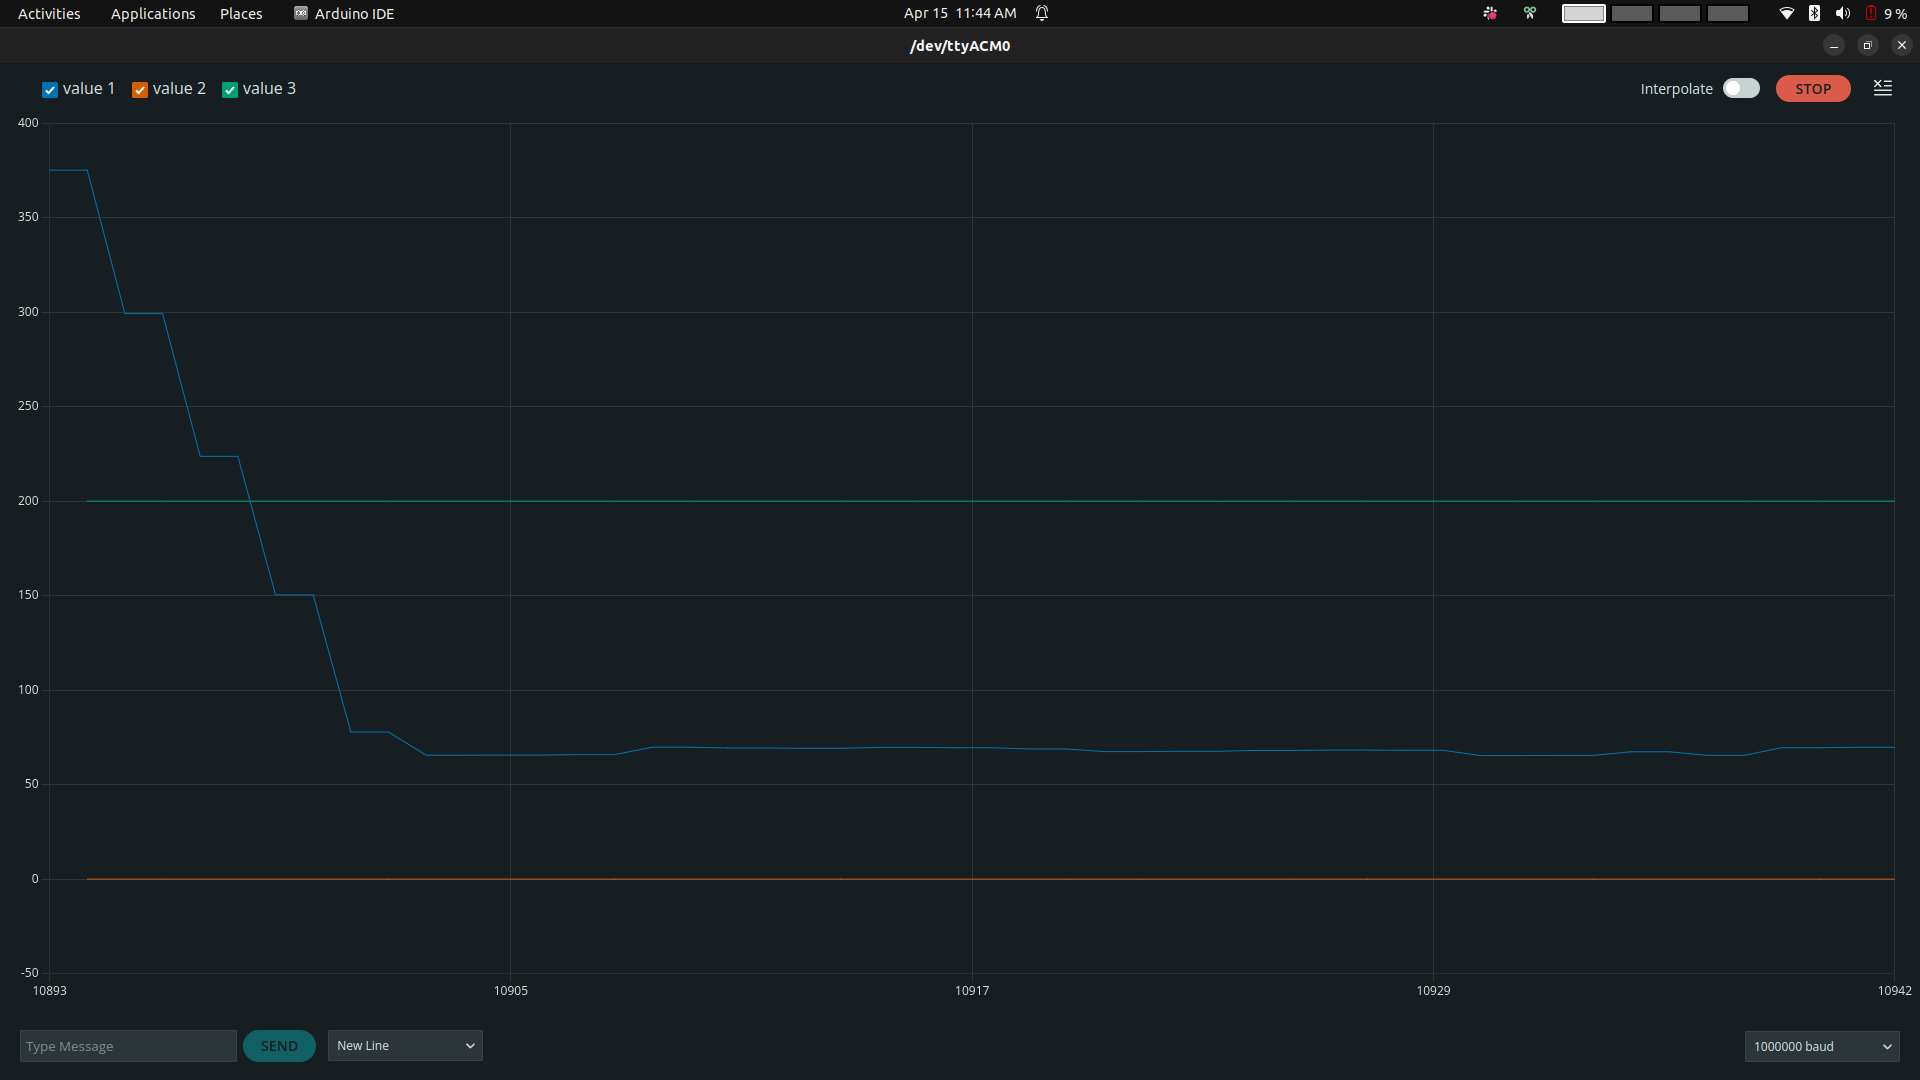 Activities Applications Places Arduino IDE Apr 15 11:44 AM 9 %
/dev/ttyACM0
value 1 value 2 value 3 Interpolate STOP
400
350
300
250
200
150
100
50
0
-50
10893 10905 10917 10929 10942
Type Message SEND New Line 1000000 baud